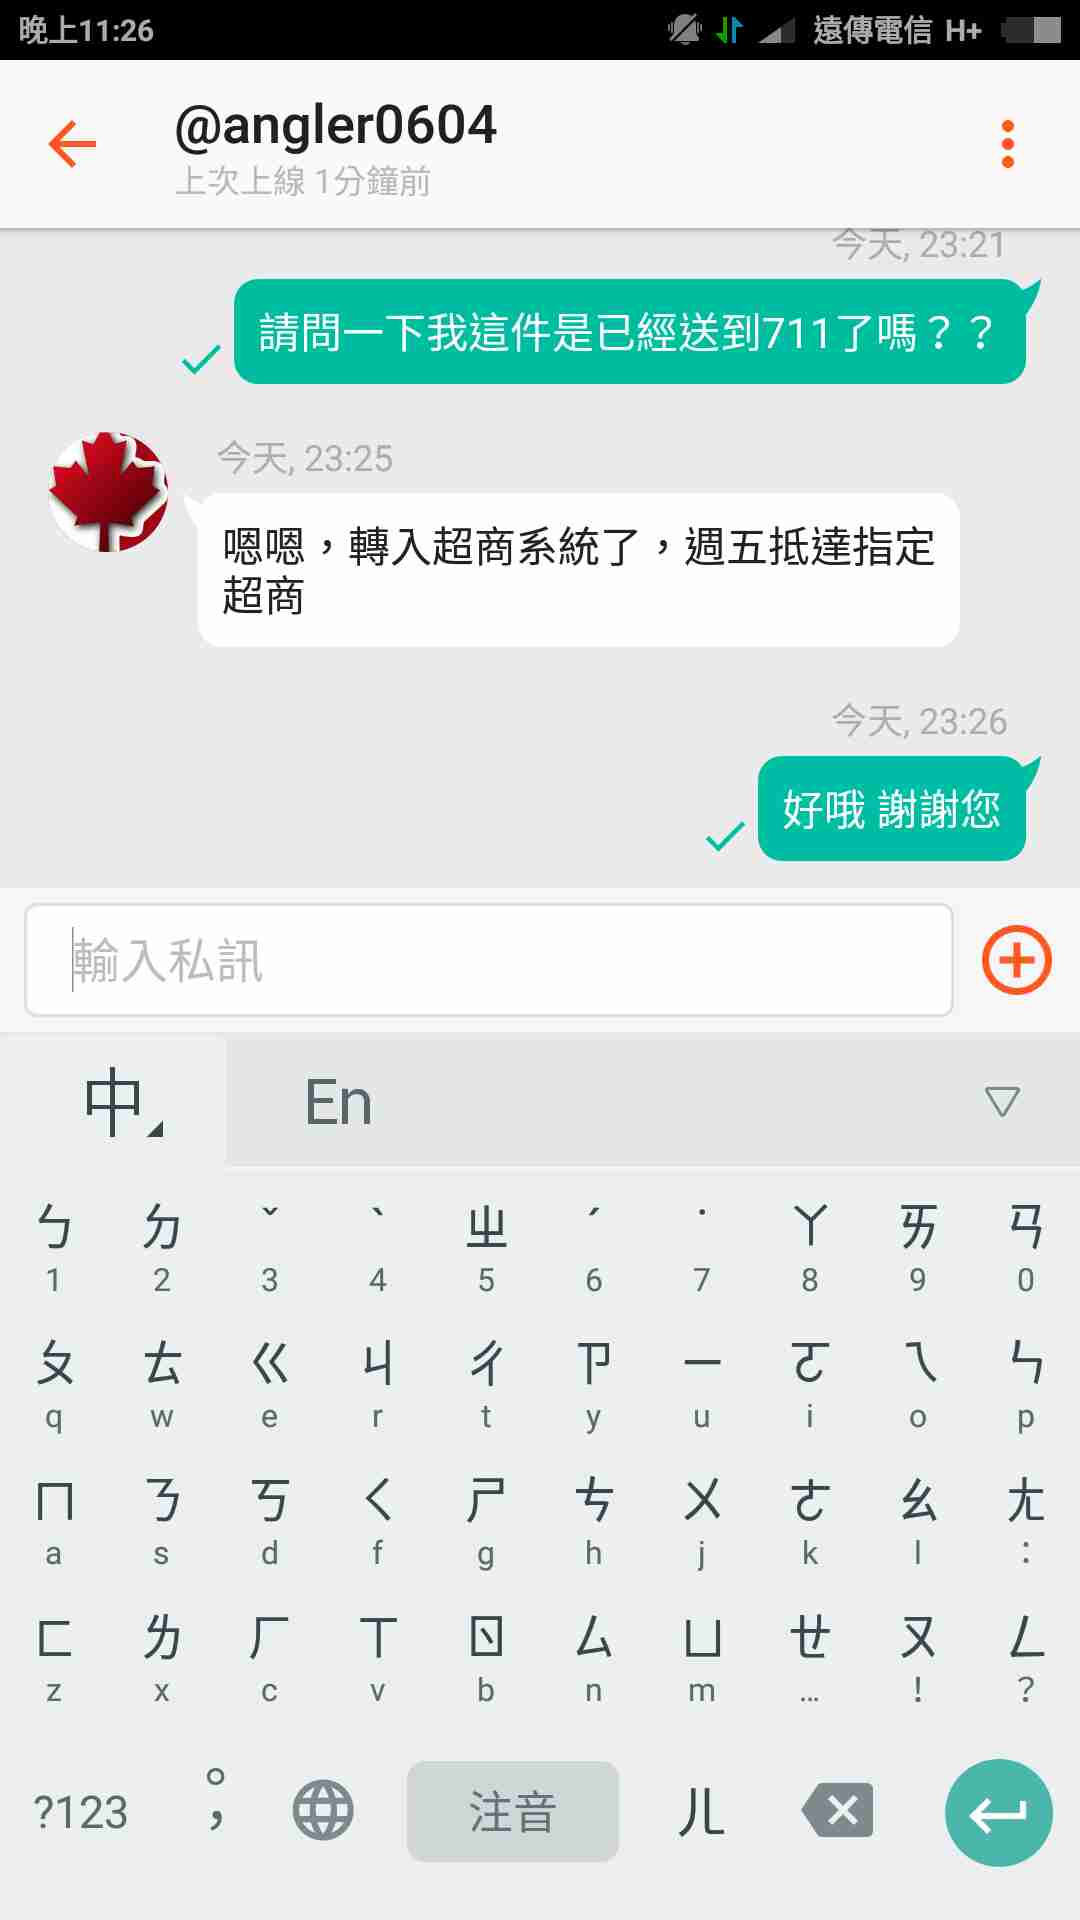 晚上11:26
遠傳電信 H+
@angler0604
上次上線 1分鐘前
今天, 23:21
請問一下我這件是已經送到711了嗎？？
今天, 23:25
嗯嗯，轉入超商系統了，週五抵達指定
超商
今天, 23:26
好哦 謝謝您
輸入私訊
中 En
ㄅ ㄉ ˇ ˋ ㄓ ˊ ˙ ㄚ ㄞ ㄢ
1 2 3 4 5 6 7 8 9 0
ㄆ ㄊ ㄍ ㄐ ㄔ ㄗ ㄧ ㄛ ㄟ ㄣ
q w e r t y u i o p
ㄇ ㄋ ㄎ ㄑ ㄕ ㄘ ㄨ ㄜ ㄠ ㄤ
a s d f g h j k l :
ㄈ ㄌ ㄏ ㄒ ㄖ ㄙ ㄩ ㄝ ㄡ ㄥ
z x c v b n m … ! ?
?123 。， 注音 ㄦ